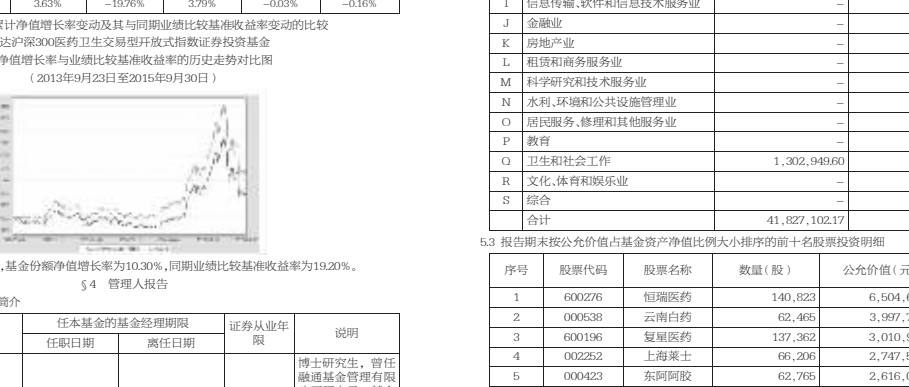 3.63% -19.76% 3.79% -0.03% -0.16%
计净值增长率变动及其与同期业绩比较基准收益率变动的比较
达沪深300医药卫生交易型开放式指数证券投资基金
净值增长率与业绩比较基准收益率的历史走势对比图
(2013年9月23日至2015年9月30日)
,基金份额净值增长率为10.30%,同期业绩比较基准收益率为19.20%。
§4 管理人报告
简介
任本基金的基金经理期限 证券从业年限 说明
任职日期 离任日期
博士研究生，曾任
融通基金管理有限
I 信息传输、软件和信息技术服务业 –
J 金融业 –
K 房地产业 –
L 租赁和商务服务业 –
M 科学研究和技术服务业 –
N 水利、环境和公共设施管理业 –
O 居民服务、修理和其他服务业 –
P 教育 –
Q 卫生和社会工作 1,302,949.60
R 文化、体育和娱乐业 –
S 综合 –
合计 41,827,102.17
5.3 报告期末按公允价值占基金资产净值比例大小排序的前十名股票投资明细
序号 股票代码 股票名称 数量(股) 公允价值(元
1 600276 恒瑞医药 140,823 6,504,
2 000538 云南白药 62,465 3,997,
3 600196 复星医药 137,362 3,010,
4 002252 上海莱士 66,206 2,747,
5 000423 东阿阿胶 62,765 2,616,